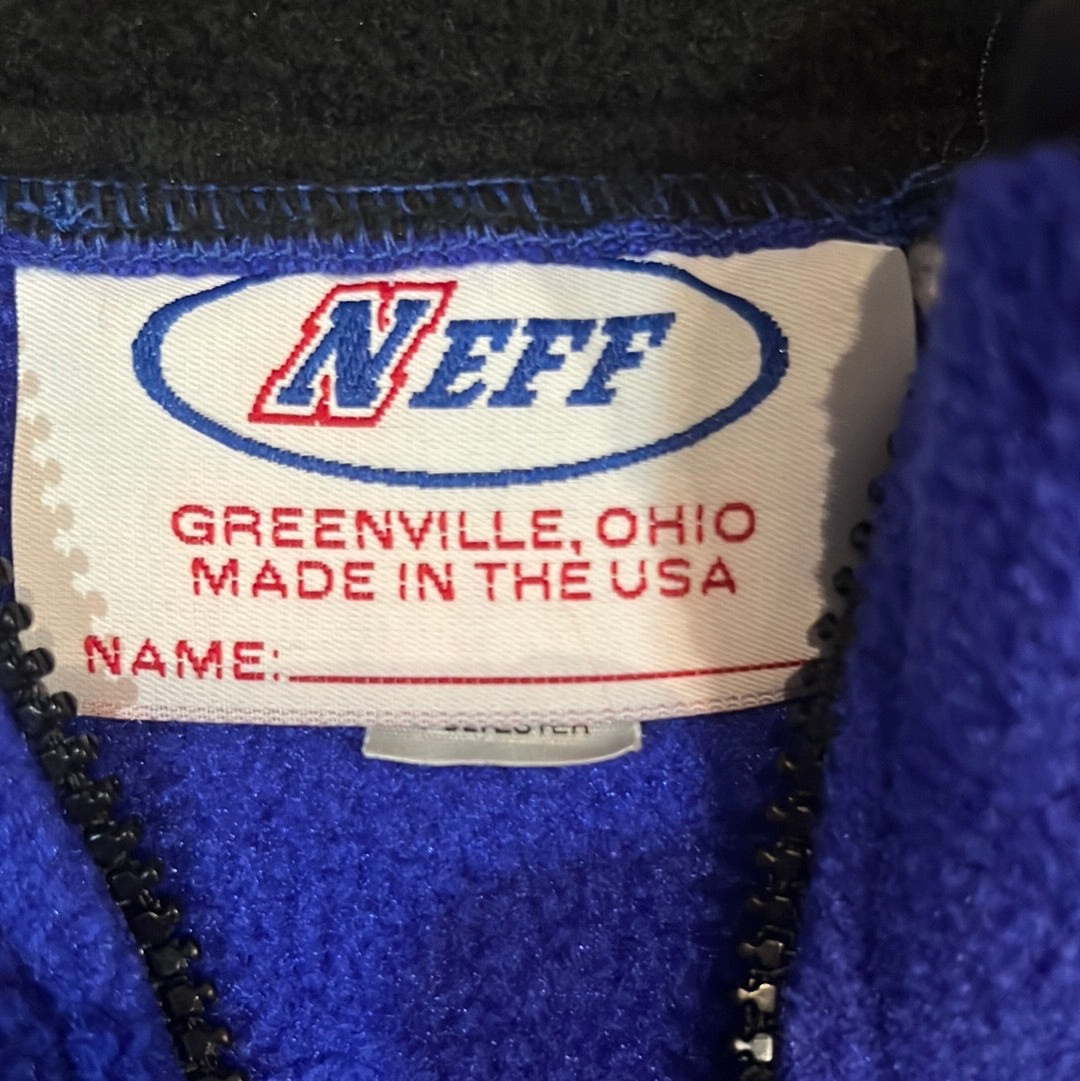 NEFF
GREENVILLE, OHIO
MADE IN THE USA
NAME: